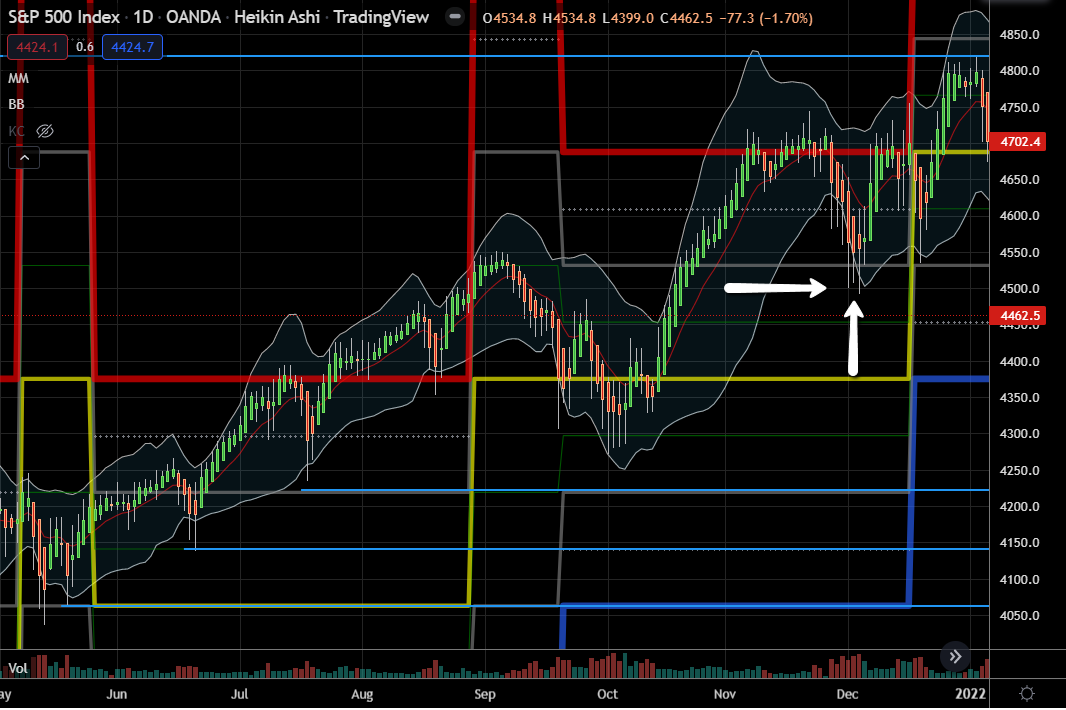 S&P 500 Index · 1D · OANDA · Heikin Ashi · TradingView O4534.8 H4534.8 L4399.0 C4462.5 −77.3 (−1.70%)
4424.1 0.6 4424.7
MM
BB
KC
4850.0
4800.0
4750.0
4702.4
4650.0
4600.0
4550.0
4500.0
4462.5
4450.0
4400.0
4350.0
4300.0
4250.0
4200.0
4150.0
4100.0
4050.0
Vol
ay Jun Jul Aug Sep Oct Nov Dec 2022